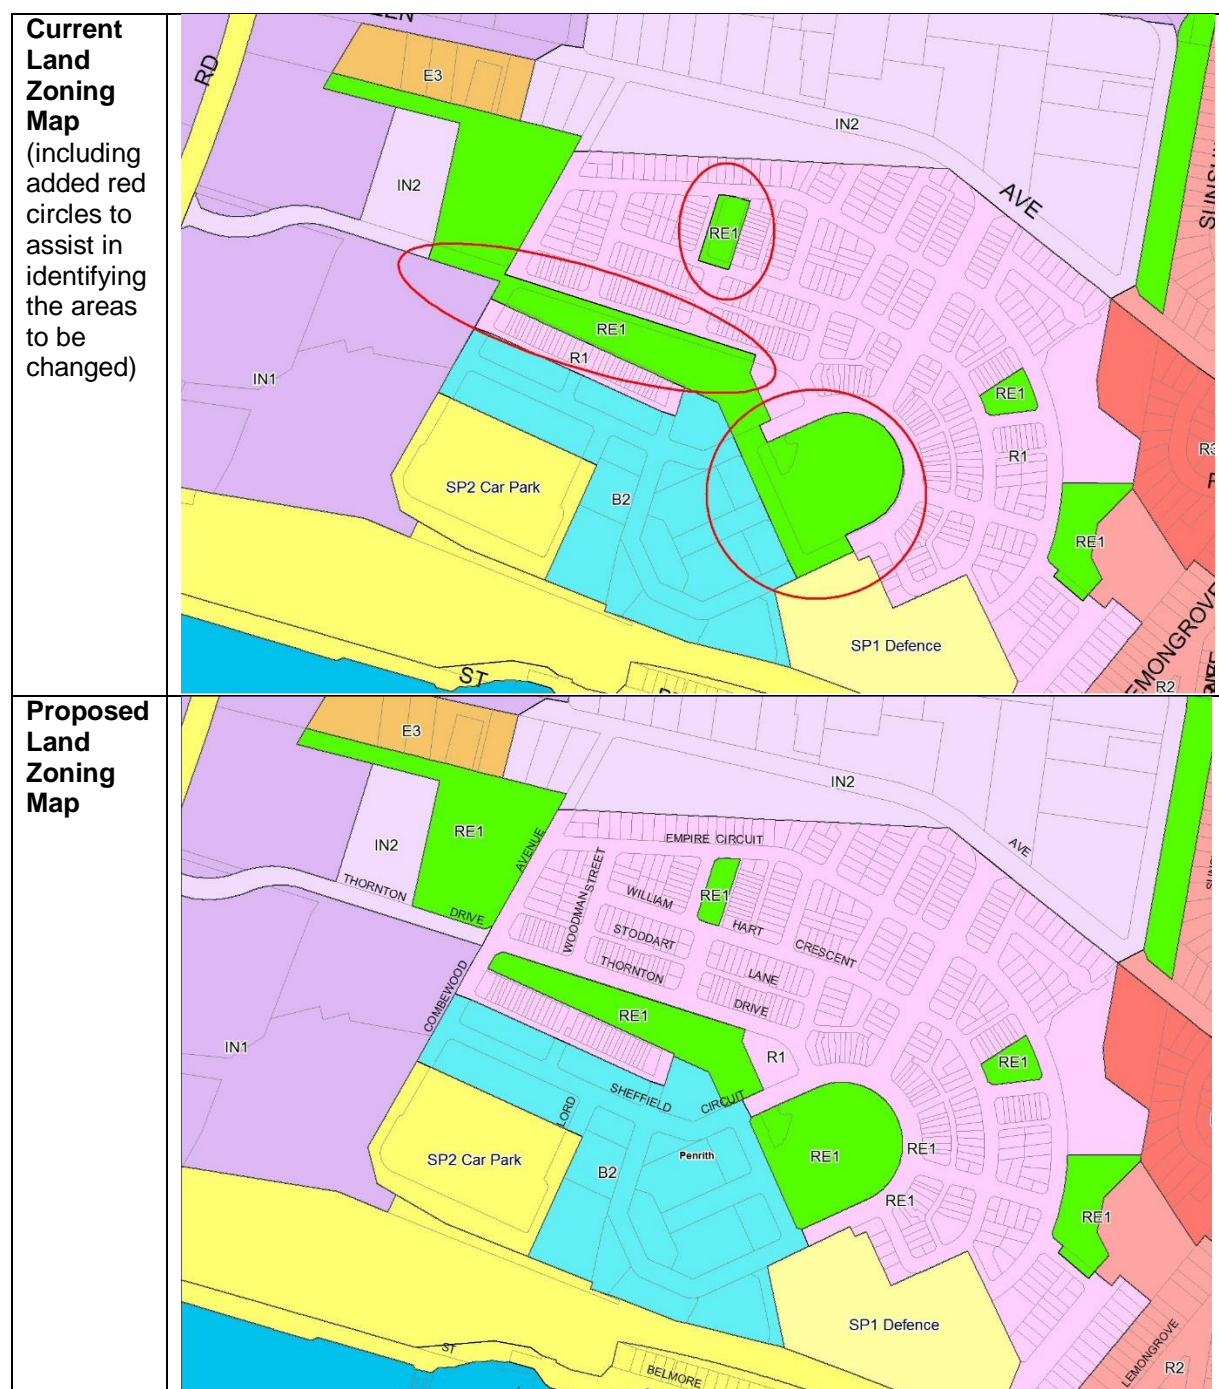 Current
Land
Zoning
Map
(including
added red
circles to
assist in
identifying
the areas
to be
changed)
RD
E3
IN2
IN2
AVE
RE1
RE1
R1
IN1
RE1
R1
SP2 Car Park
B2
RE1
SP1 Defence
ST
LEMONGROVE
R2
Proposed
Land
Zoning
Map
E3
IN2
RE1
IN2
AVENUE
EMPIRE CIRCUIT
AVE
THORNTON
DRIVE
WOODMAN STREET
WILLIAM
RE1
HART
CRESCENT
STODDART
LANE
THORNTON
DRIVE
COMBEWOOD
RE1
R1
RE1
IN1
SHEFFIELD
CIRCUIT
LORD
SP2 Car Park
B2
Penrith
RE1
RE1
RE1
RE1
SP1 Defence
ST
BELMORE
LEMONGROVE
R2